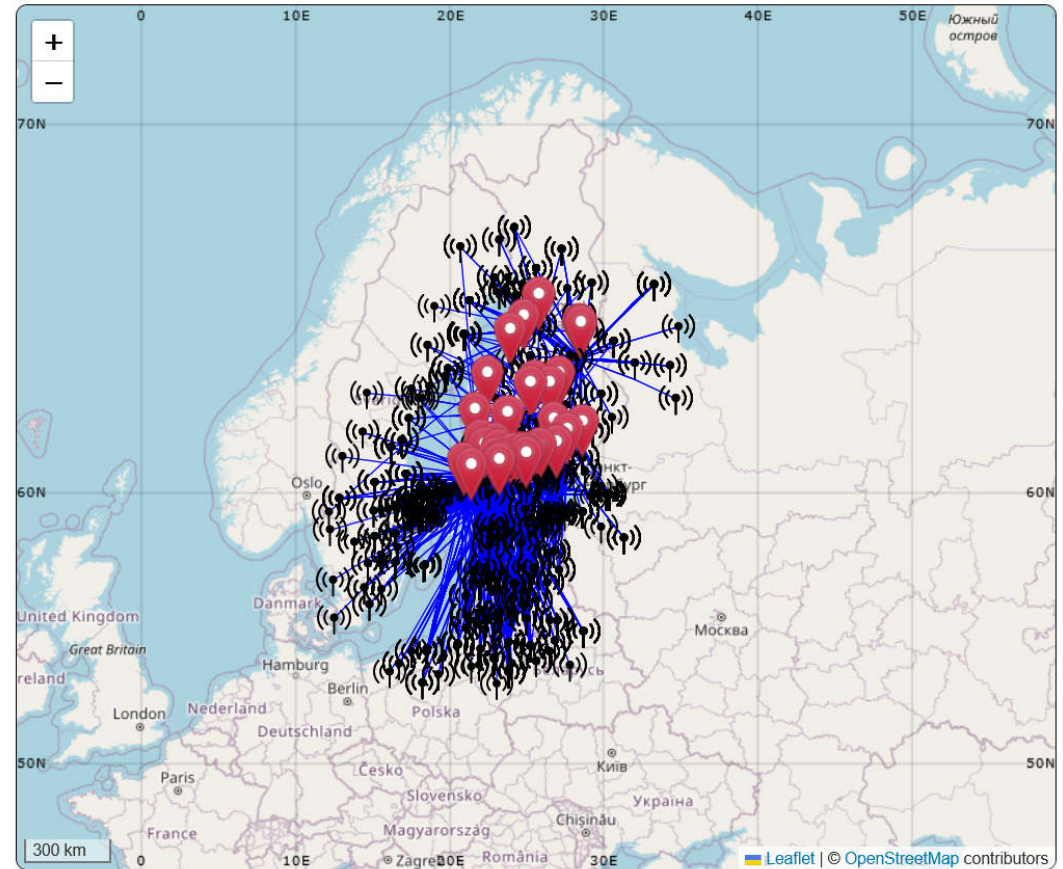 0
10E
20E
30E
40E
50E
Южный
остров
+
−
70N
70N
Oslo
60N
60N
United Kingdom
Danmark
Great Britain
Москва
Hamburg
Berlin
London
Nederland
Polska
Deutschland
50N
50N
Paris
Česko
Київ
Slovensko
Україна
France
Magyarország
Chișinău
300 km
0
10E
Zagreb
20E
România
30E
Leaflet | © OpenStreetMap contributors